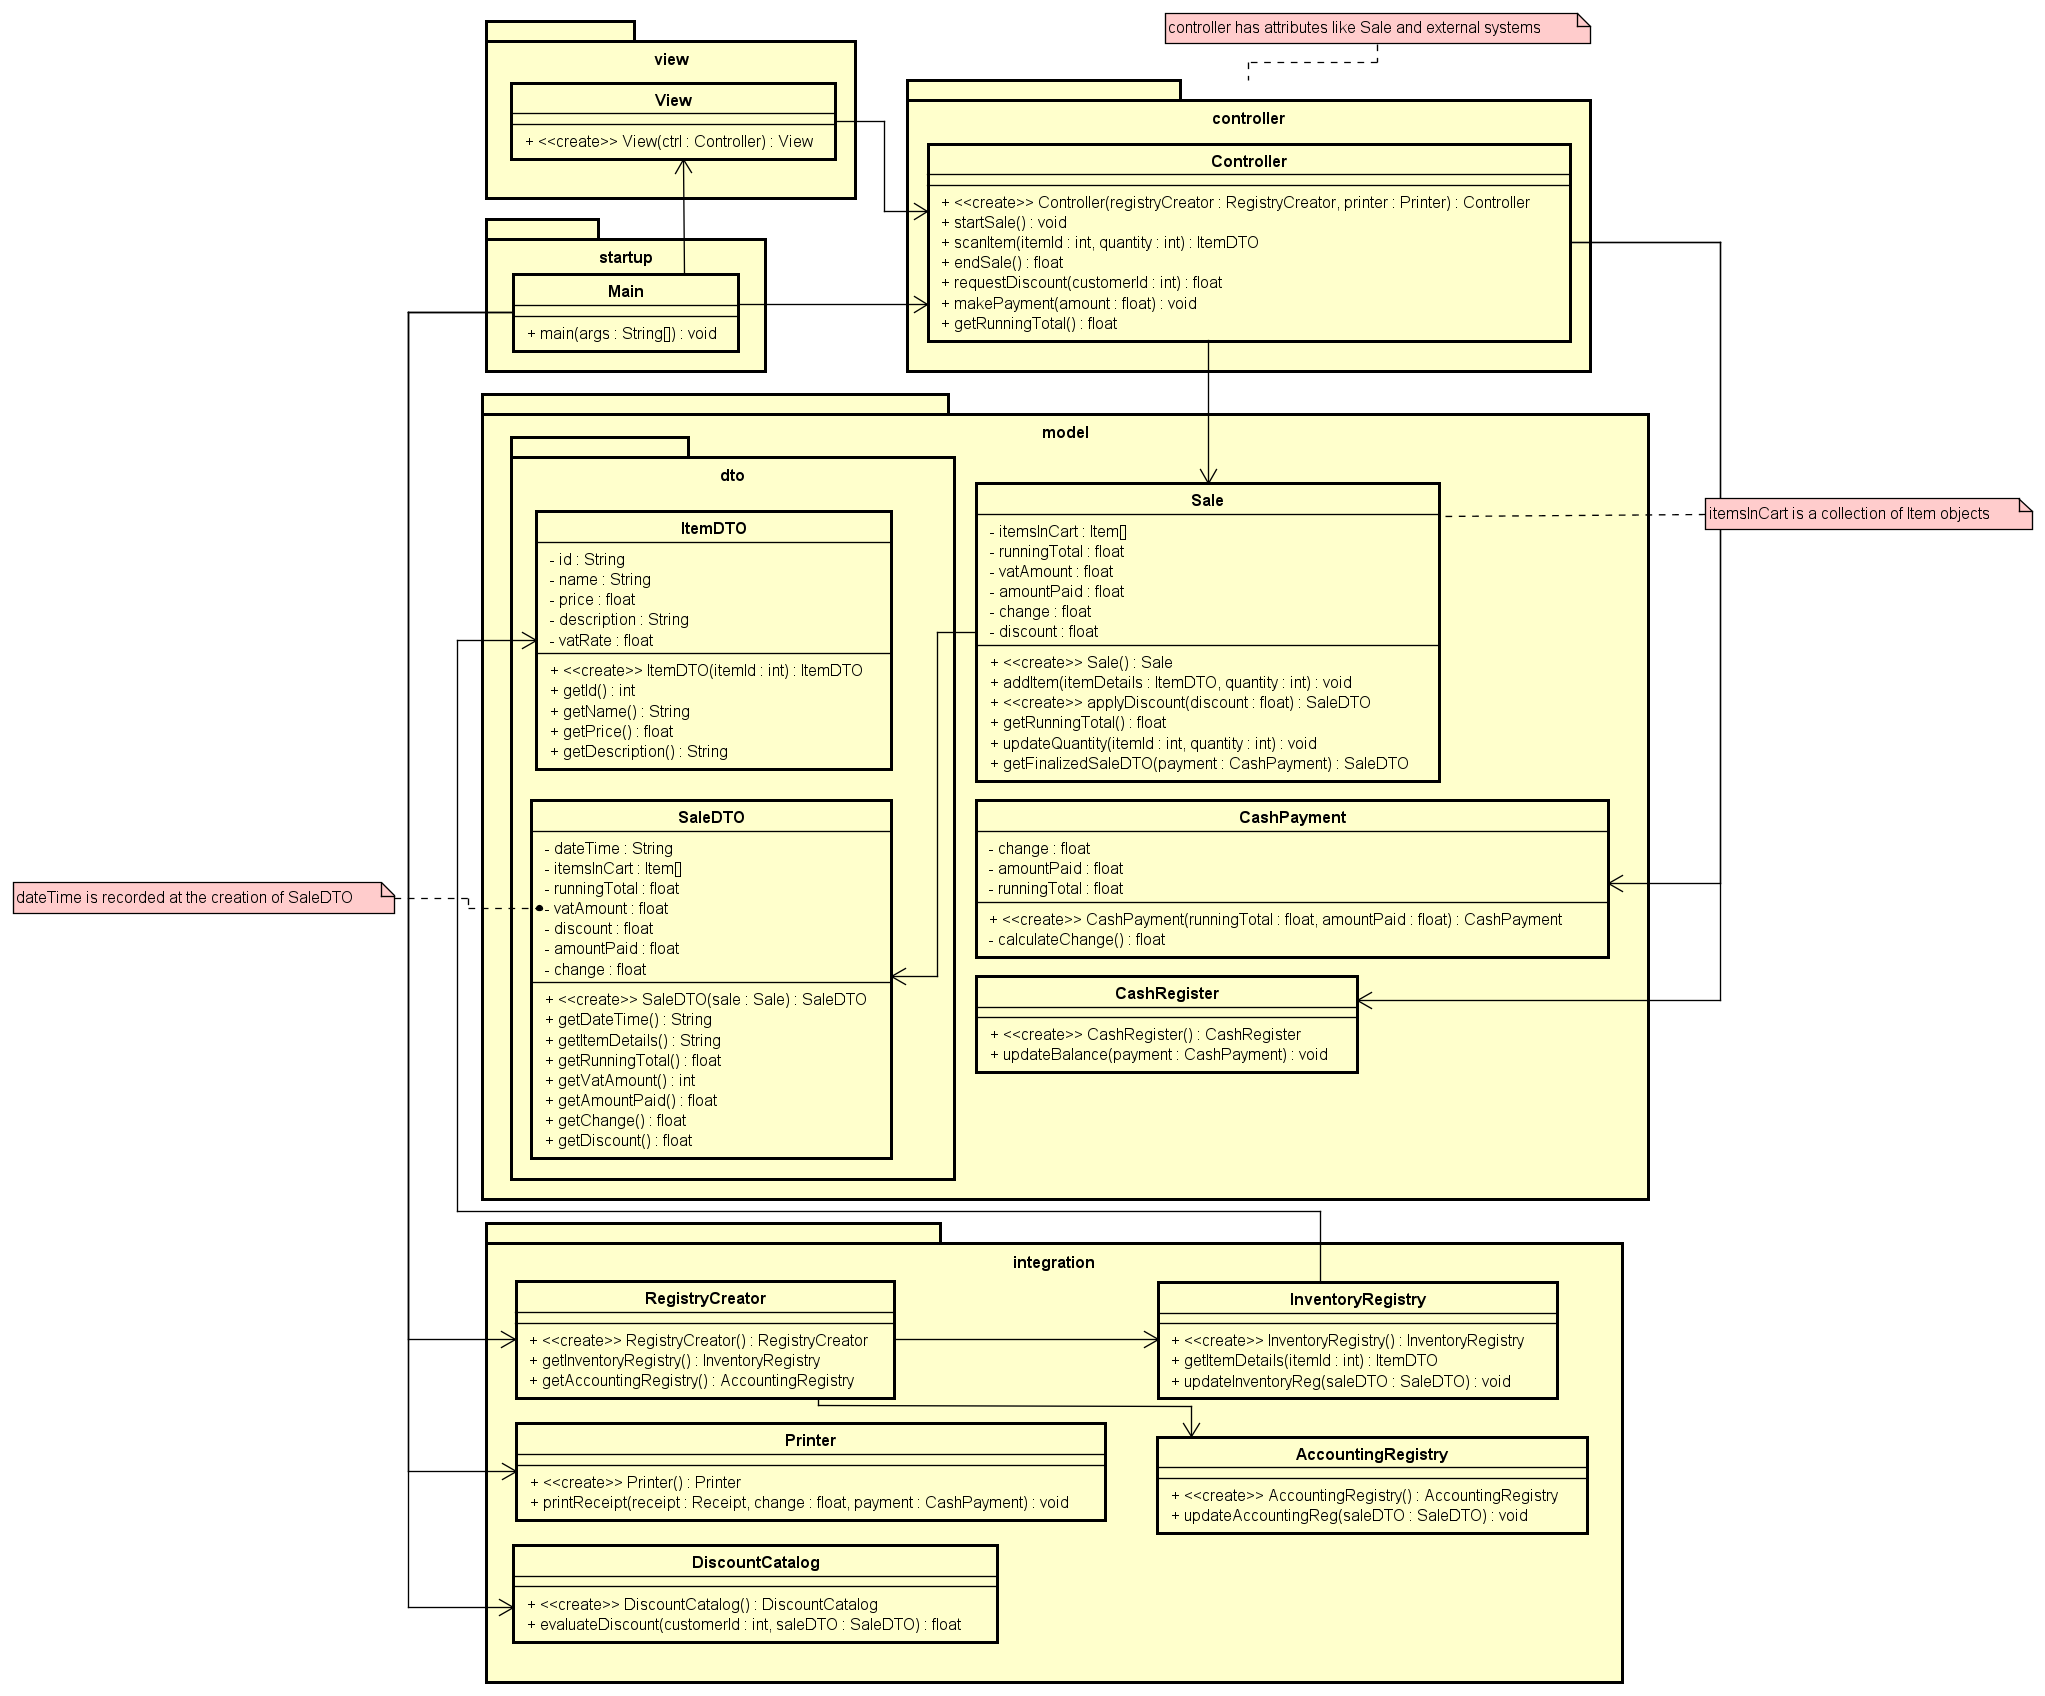 controller has attributes like Sale and external systems
view
View
+ <<create>> View(ctrl : Controller) : View
controller
Controller
+ <<create>> Controller(registryCreator : RegistryCreator, printer : Printer) : Controller
+ startSale() : void
+ scanItem(itemId : int, quantity : int) : ItemDTO
+ endSale() : float
+ requestDiscount(customerId : int) : float
+ makePayment(amount : float) : void
+ getRunningTotal() : float
startup
Main
+ main(args : String[]) : void
model
dto
ItemDTO
- id : String
- name : String
- price : float
- description : String
- vatRate : float
+ <<create>> ItemDTO(itemId : int) : ItemDTO
+ getId() : int
+ getName() : String
+ getPrice() : float
+ getDescription() : String
Sale
- itemsInCart : Item[]
- runningTotal : float
- vatAmount : float
- amountPaid : float
- change : float
- discount : float
+ <<create>> Sale() : Sale
+ addItem(itemDetails : ItemDTO, quantity : int) : void
+ <<create>> applyDiscount(discount : float) : SaleDTO
+ getRunningTotal() : float
+ updateQuantity(itemId : int, quantity : int) : void
+ getFinalizedSaleDTO(payment : CashPayment) : SaleDTO
itemsInCart is a collection of Item objects
SaleDTO
- dateTime : String
- itemsInCart : Item[]
- runningTotal : float
- vatAmount : float
- discount : float
- amountPaid : float
- change : float
+ <<create>> SaleDTO(sale : Sale) : SaleDTO
+ getDateTime() : String
+ getItemDetails() : String
+ getRunningTotal() : float
+ getVatAmount() : int
+ getAmountPaid() : float
+ getChange() : float
+ getDiscount() : float
dateTime is recorded at the creation of SaleDTO
CashPayment
- change : float
- amountPaid : float
- runningTotal : float
+ <<create>> CashPayment(runningTotal : float, amountPaid : float) : CashPayment
- calculateChange() : float
CashRegister
+ <<create>> CashRegister() : CashRegister
+ updateBalance(payment : CashPayment) : void
integration
RegistryCreator
+ <<create>> RegistryCreator() : RegistryCreator
+ getInventoryRegistry() : InventoryRegistry
+ getAccountingRegistry() : AccountingRegistry
InventoryRegistry
+ <<create>> InventoryRegistry() : InventoryRegistry
+ getItemDetails(itemId : int) : ItemDTO
+ updateInventoryReg(saleDTO : SaleDTO) : void
Printer
+ <<create>> Printer() : Printer
+ printReceipt(receipt : Receipt, change : float, payment : CashPayment) : void
AccountingRegistry
+ <<create>> AccountingRegistry() : AccountingRegistry
+ updateAccountingReg(saleDTO : SaleDTO) : void
DiscountCatalog
+ <<create>> DiscountCatalog() : DiscountCatalog
+ evaluateDiscount(customerId : int, saleDTO : SaleDTO) : float